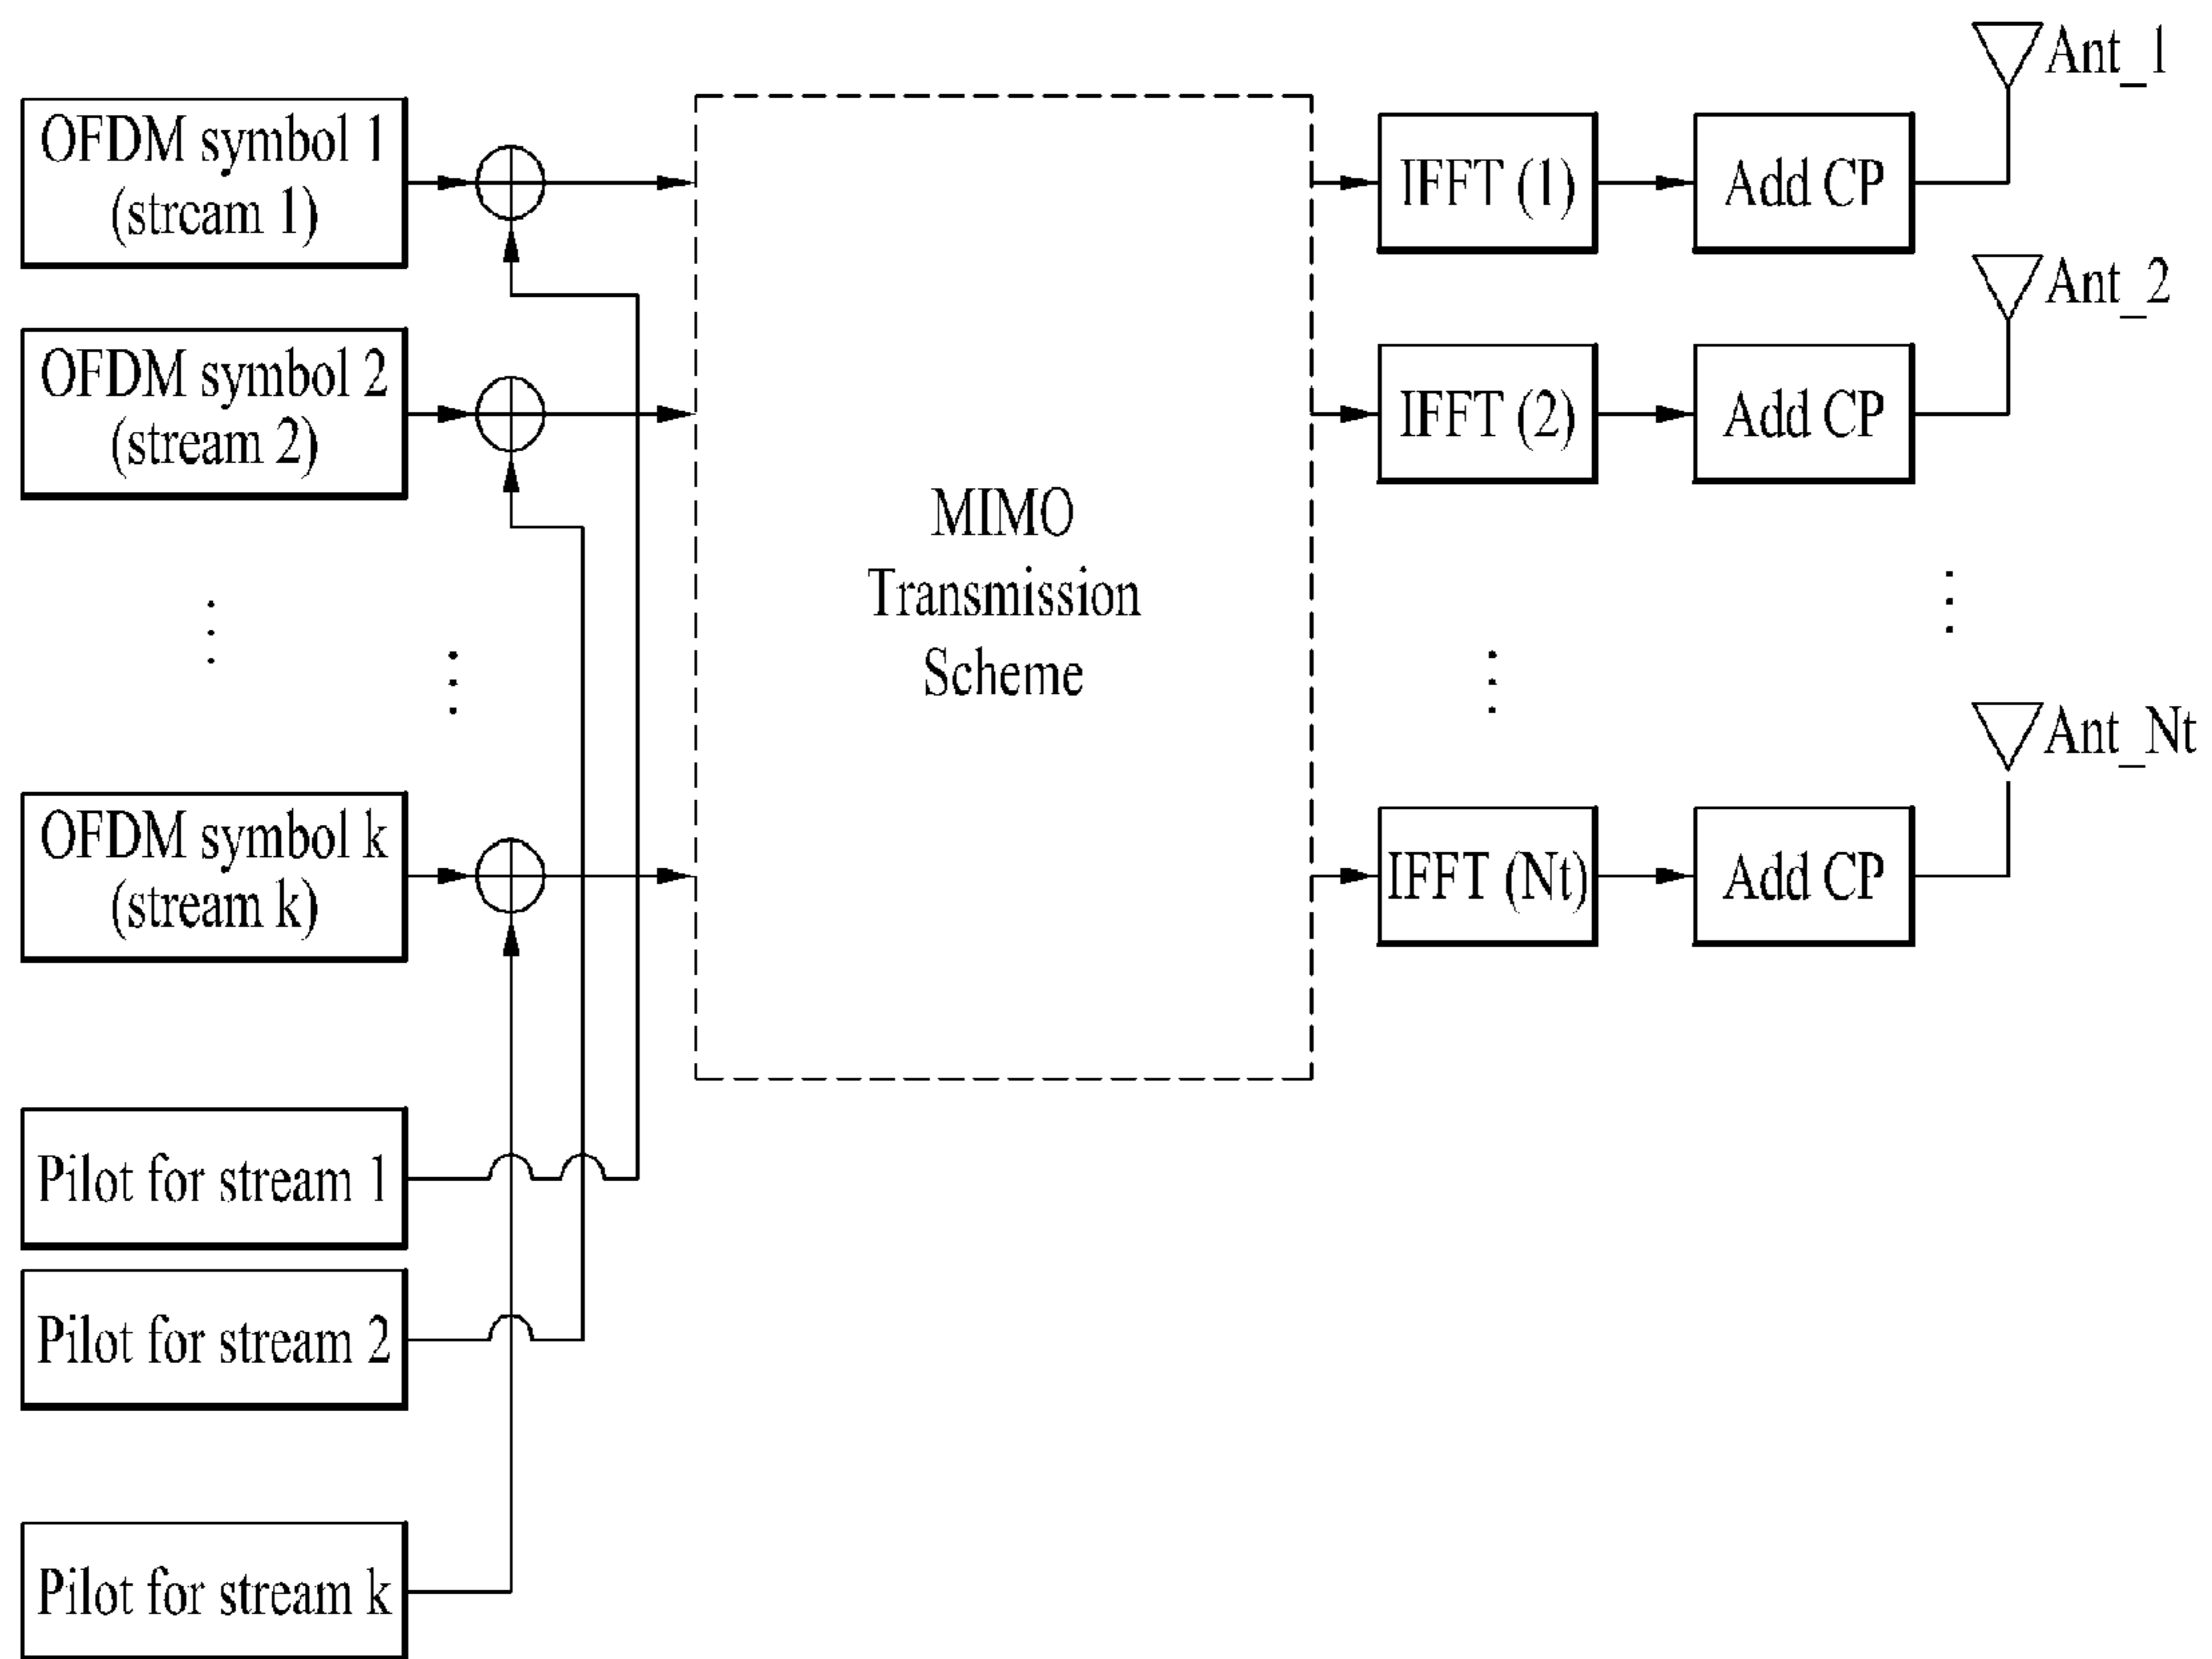 OFDM symbol 1
(strcam 1)
OFDM symbol 2
(stream 2)
OFDM symbol k
(stream k)
Pilot for stream 1
Pilot for stream 2
Pilot for stream k
MIMO
Transmission
Scheme
IFFT (1)
Add CP
Ant_1
IFFT (2)
Add CP
Ant_2
IFFT (Nt)
Add CP
Ant_Nt